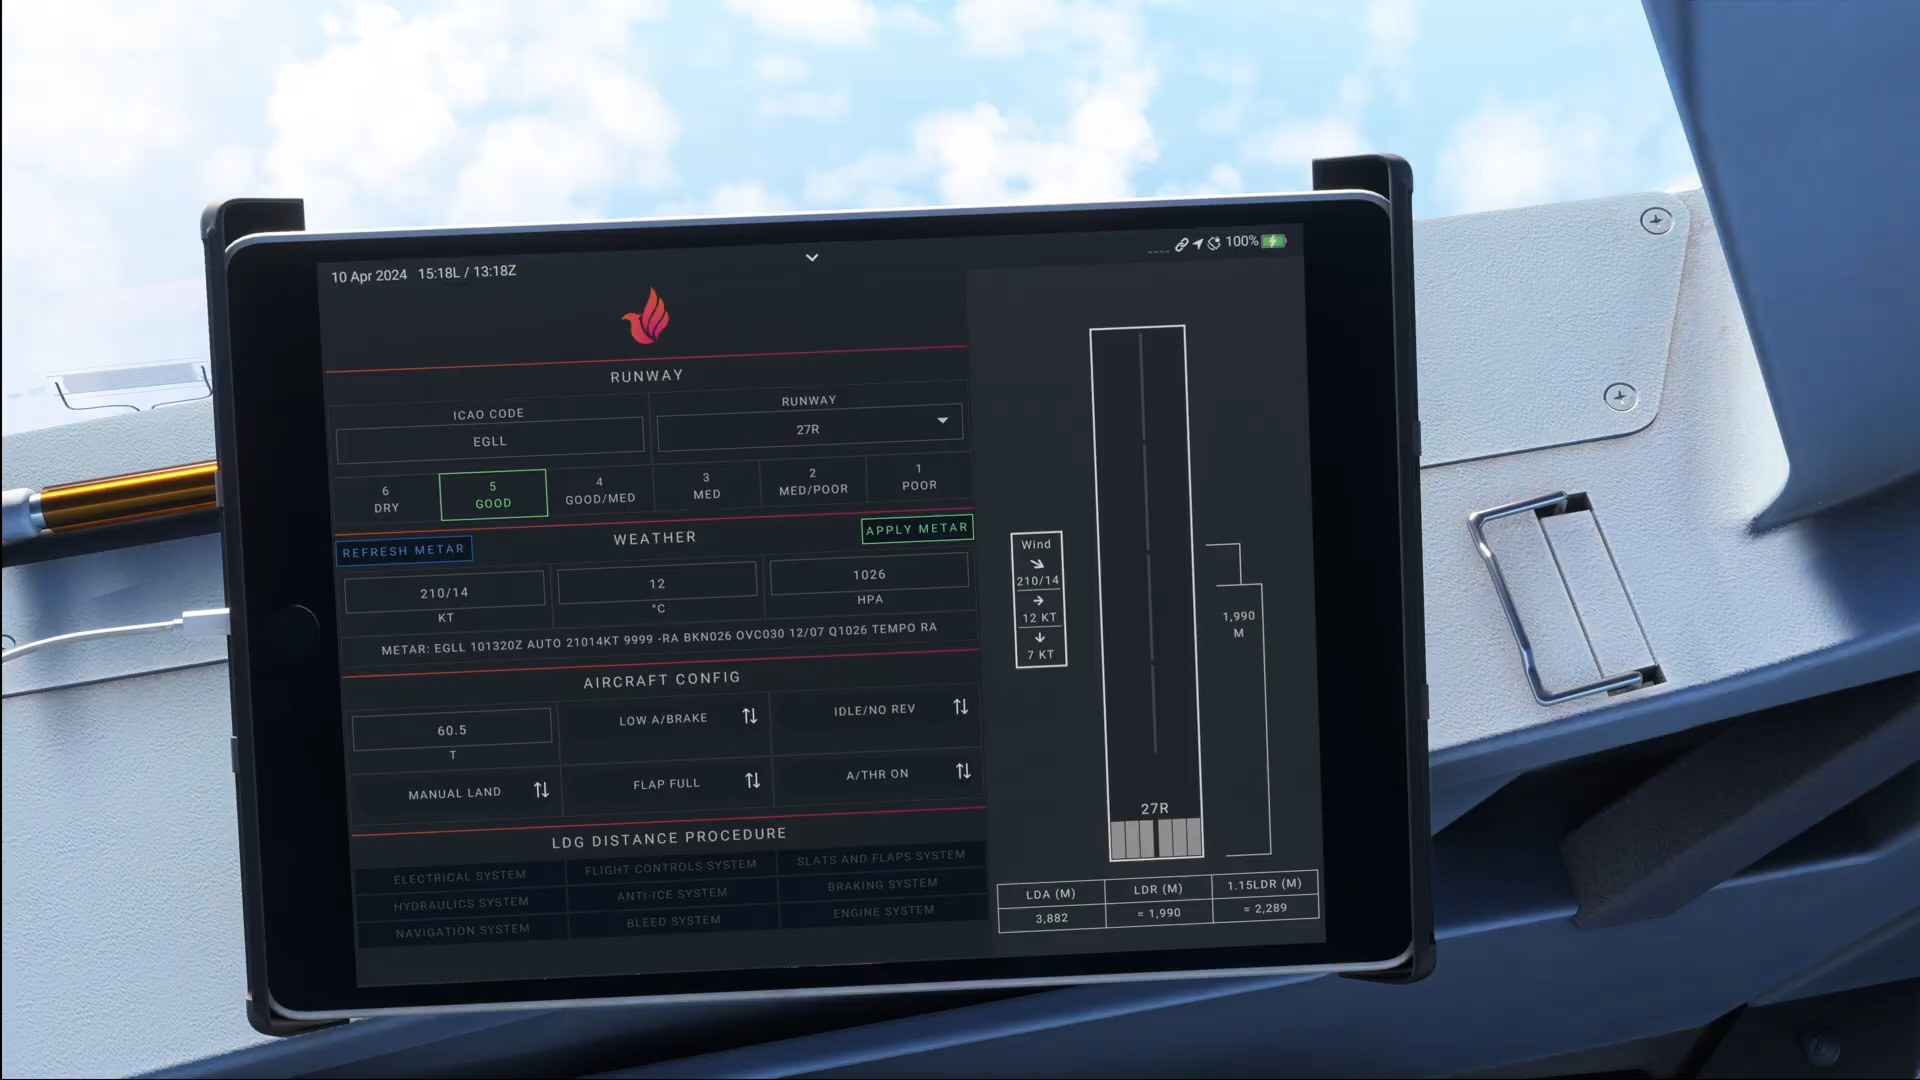 10 Apr 2024 15:18L / 13:18Z
100%
RUNWAY
ICAO CODE
RUNWAY
EGLL
27R
6 DRY
5 GOOD
4 GOOD/MED
3 MED
2 MED/POOR
1 POOR
REFRESH METAR
WEATHER
APPLY METAR
210/14
12
1026
KT
°C
HPA
METAR: EGLL 101320Z AUTO 21014KT 9999 -RA BKN026 OVC030 12/07 Q1026 TEMPO RA
AIRCRAFT CONFIG
60.5
T
LOW A/BRAKE
IDLE/NO REV
MANUAL LAND
FLAP FULL
A/THR ON
LDG DISTANCE PROCEDURE
ELECTRICAL SYSTEM
FLIGHT CONTROLS SYSTEM
SLATS AND FLAPS SYSTEM
HYDRAULICS SYSTEM
ANTI-ICE SYSTEM
BRAKING SYSTEM
NAVIGATION SYSTEM
BLEED SYSTEM
ENGINE SYSTEM
Wind
210/14
12 KT
7 KT
1,990
M
27R
LDA (M)
LDR (M)
1.15LDR (M)
3,882
= 1,990
= 2,289